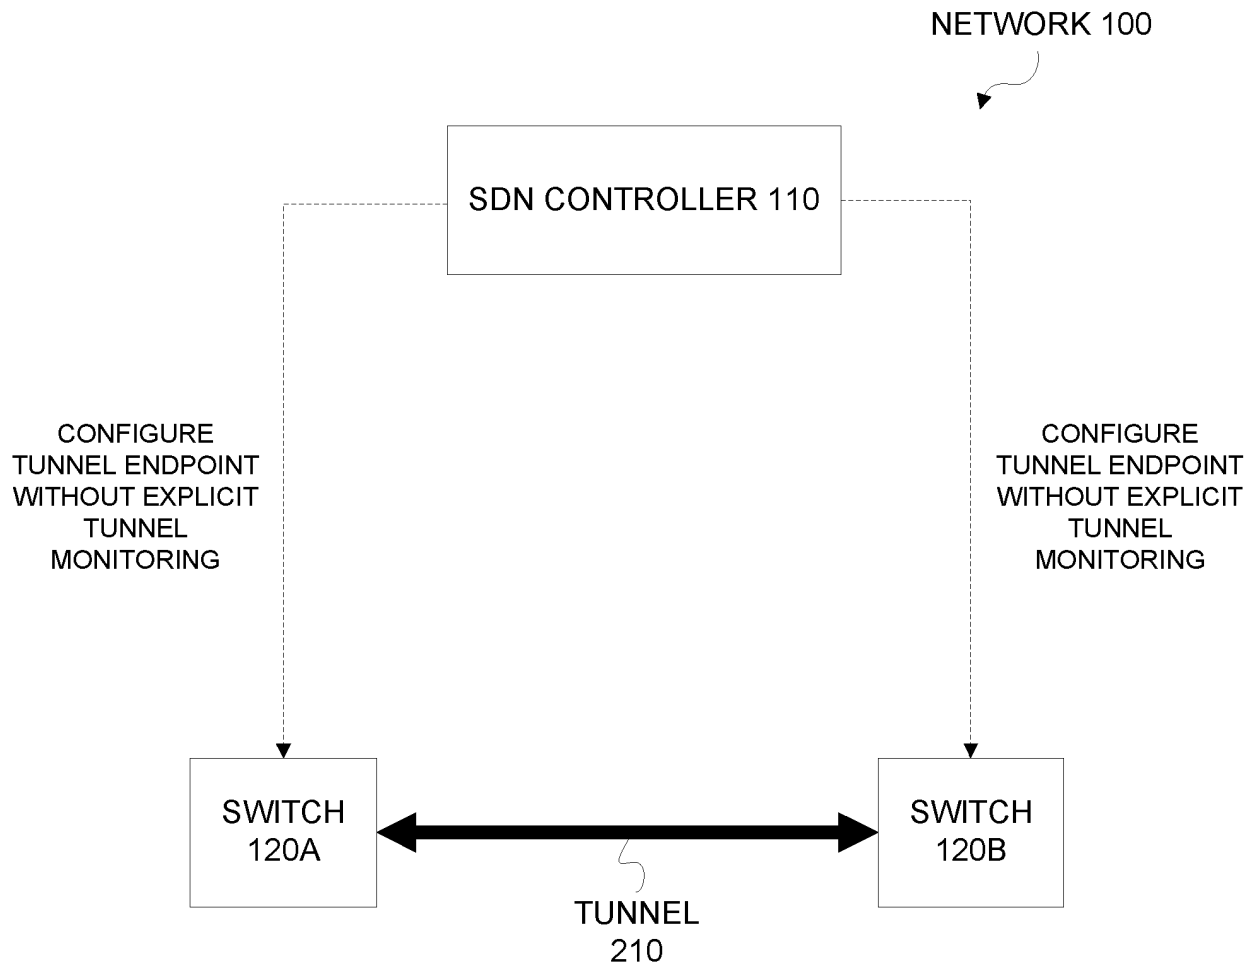 NETWORK 100
SDN CONTROLLER 110
CONFIGURE
TUNNEL ENDPOINT
WITHOUT EXPLICIT
TUNNEL
MONITORING
CONFIGURE
TUNNEL ENDPOINT
WITHOUT EXPLICIT
TUNNEL
MONITORING
SWITCH
120A
SWITCH
120B
TUNNEL
210